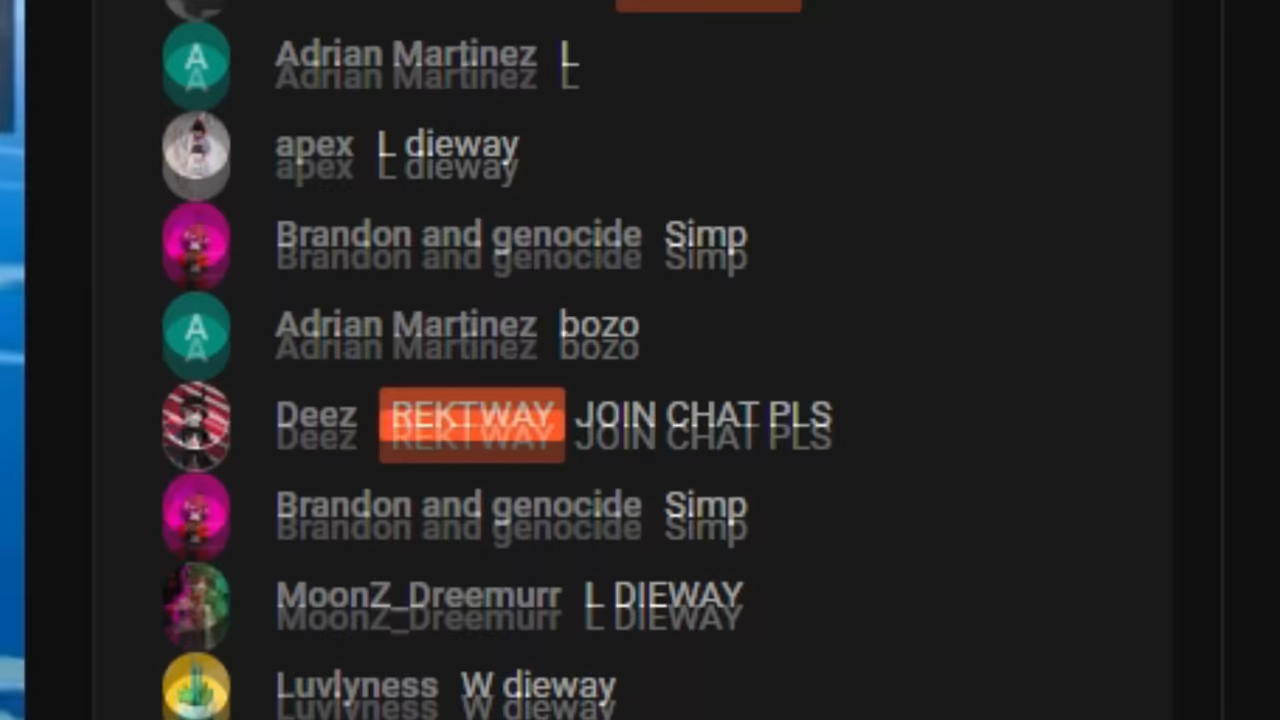 A Adrian Martinez L
apex L dieway
Brandon and genocide Simp
A Adrian Martinez bozo
Deez REKTWAY JOIN CHAT PLS
Brandon and genocide Simp
MoonZ_Dreemurr L DIEWAY
Luvlyness W dieway